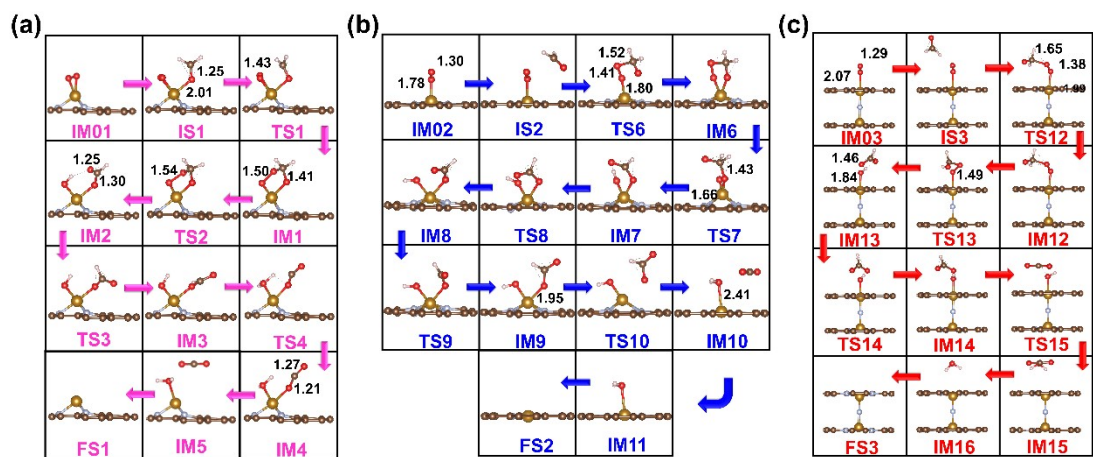 (a)
1.25
1.43
2.01
IM01
IS1
TS1
1.25
1.30
1.54
1.50
1.41
IM2
TS2
IM1
TS3
IM3
TS4
1.27
1.21
FS1
IM5
IM4
(b)
1.30
1.78
1.52
1.41
1.80
IM02
IS2
TS6
IM6
1.43
1.66
IM8
TS8
IM7
TS7
1.95
2.41
TS9
IM9
TS10
IM10
FS2
IM11
(c)
1.29
2.07
1.65
1.38
1.99
IM03
IS3
TS12
1.46
1.84
1.49
IM13
TS13
IM12
TS14
IM14
TS15
FS3
IM16
IM15